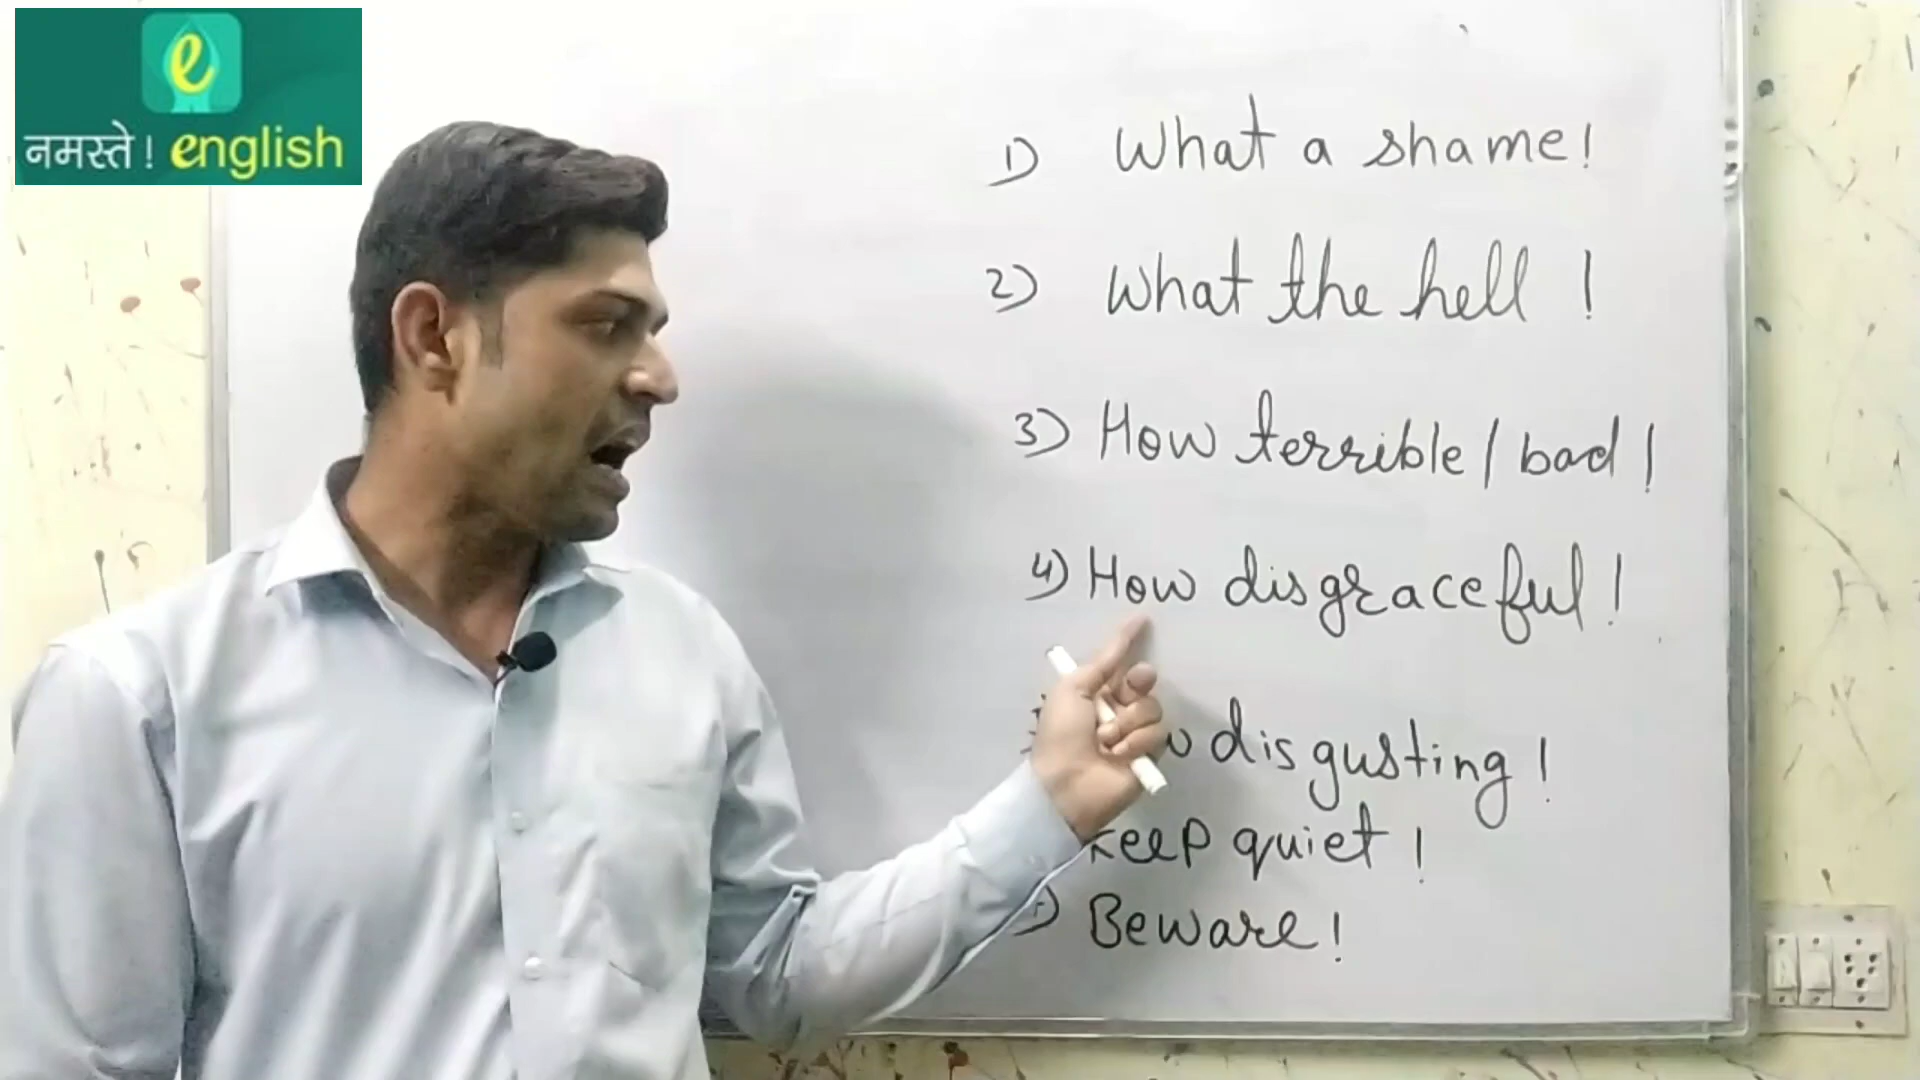 e
नमस्ते! english
1) What a shame!
2) What the hell !
3) How terrible / bad !
4) How disgraceful !
disgusting !
Keep quiet !
Beware !